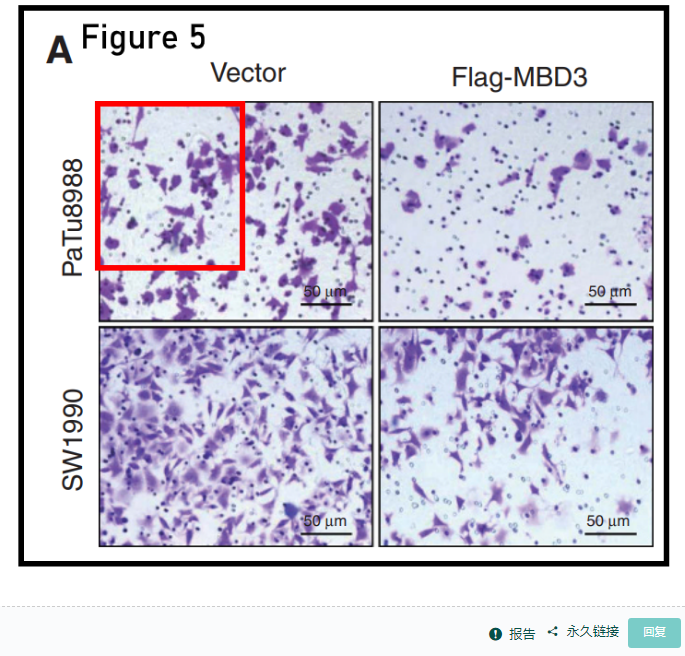 A Figure 5
Vector
Flag-MBD3
PaTu8988
50 μm
50 μm
SW1990
50 μm
50 μm
报告
永久链接
回复